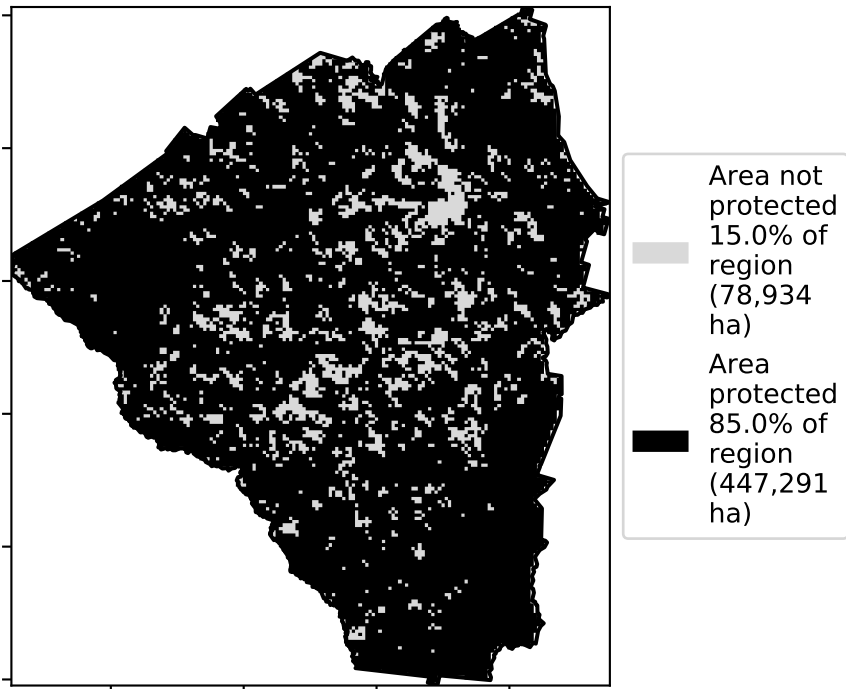 Area not
protected
15.0% of
region
(78,934
ha)
Area
protected
85.0% of
region
(447,291
ha)